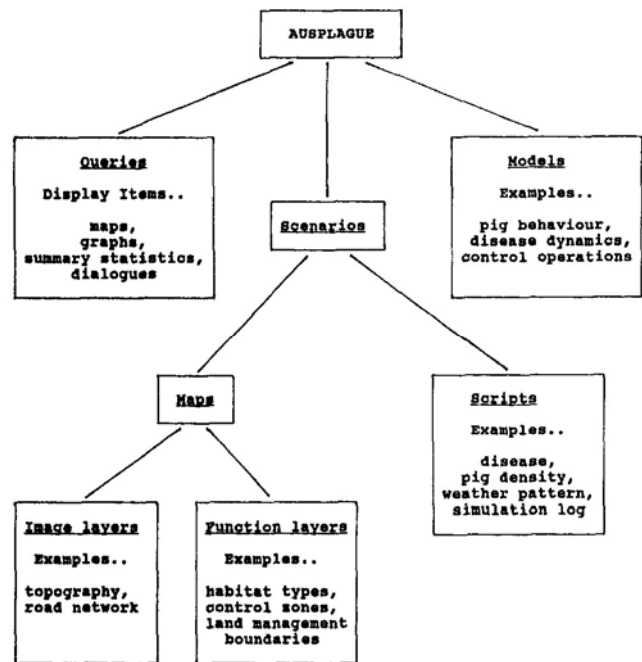 AUSPLAGUE
Queries
Display Items..
maps,
graphs,
summary statistics,
dialogues
Scenarios
Models
Examples..
pig behaviour,
disease dynamics,
control operations
Maps
Scripts
Examples..
disease,
pig density,
weather pattern,
simulation log
Image layers
Examples..
topography,
road network
Function layers
Examples..
habitat types,
control zones,
land management
boundaries